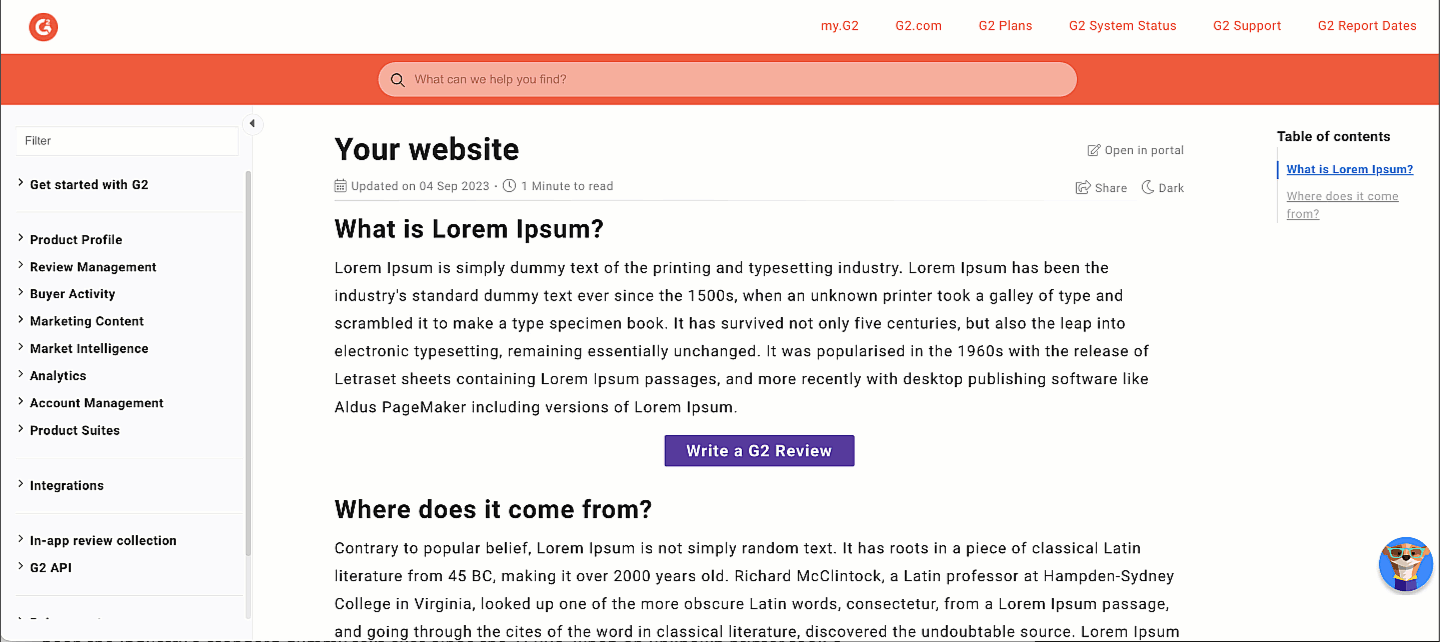 G2
my.G2 G2.com G2 Plans G2 System Status G2 Support G2 Report Dates
What can we help you find?
Filter
Get started with G2
Product Profile
Review Management
Buyer Activity
Marketing Content
Market Intelligence
Analytics
Account Management
Product Suites
Integrations
In-app review collection
G2 API
Your website
Open in portal
Updated on 04 Sep 2023 • 1 Minute to read
Share Dark
What is Lorem Ipsum?
Lorem Ipsum is simply dummy text of the printing and typesetting industry. Lorem Ipsum has been the
industry's standard dummy text ever since the 1500s, when an unknown printer took a galley of type and
scrambled it to make a type specimen book. It has survived not only five centuries, but also the leap into
electronic typesetting, remaining essentially unchanged. It was popularised in the 1960s with the release of
Letraset sheets containing Lorem Ipsum passages, and more recently with desktop publishing software like
Aldus PageMaker including versions of Lorem Ipsum.
Write a G2 Review
Where does it come from?
Contrary to popular belief, Lorem Ipsum is not simply random text. It has roots in a piece of classical Latin
literature from 45 BC, making it over 2000 years old. Richard McClintock, a Latin professor at Hampden-Sydney
College in Virginia, looked up one of the more obscure Latin words, consectetur, from a Lorem Ipsum passage,
and going through the cites of the word in classical literature, discovered the undoubtable source. Lorem Ipsum
Table of contents
What is Lorem Ipsum?
Where does it come
from?